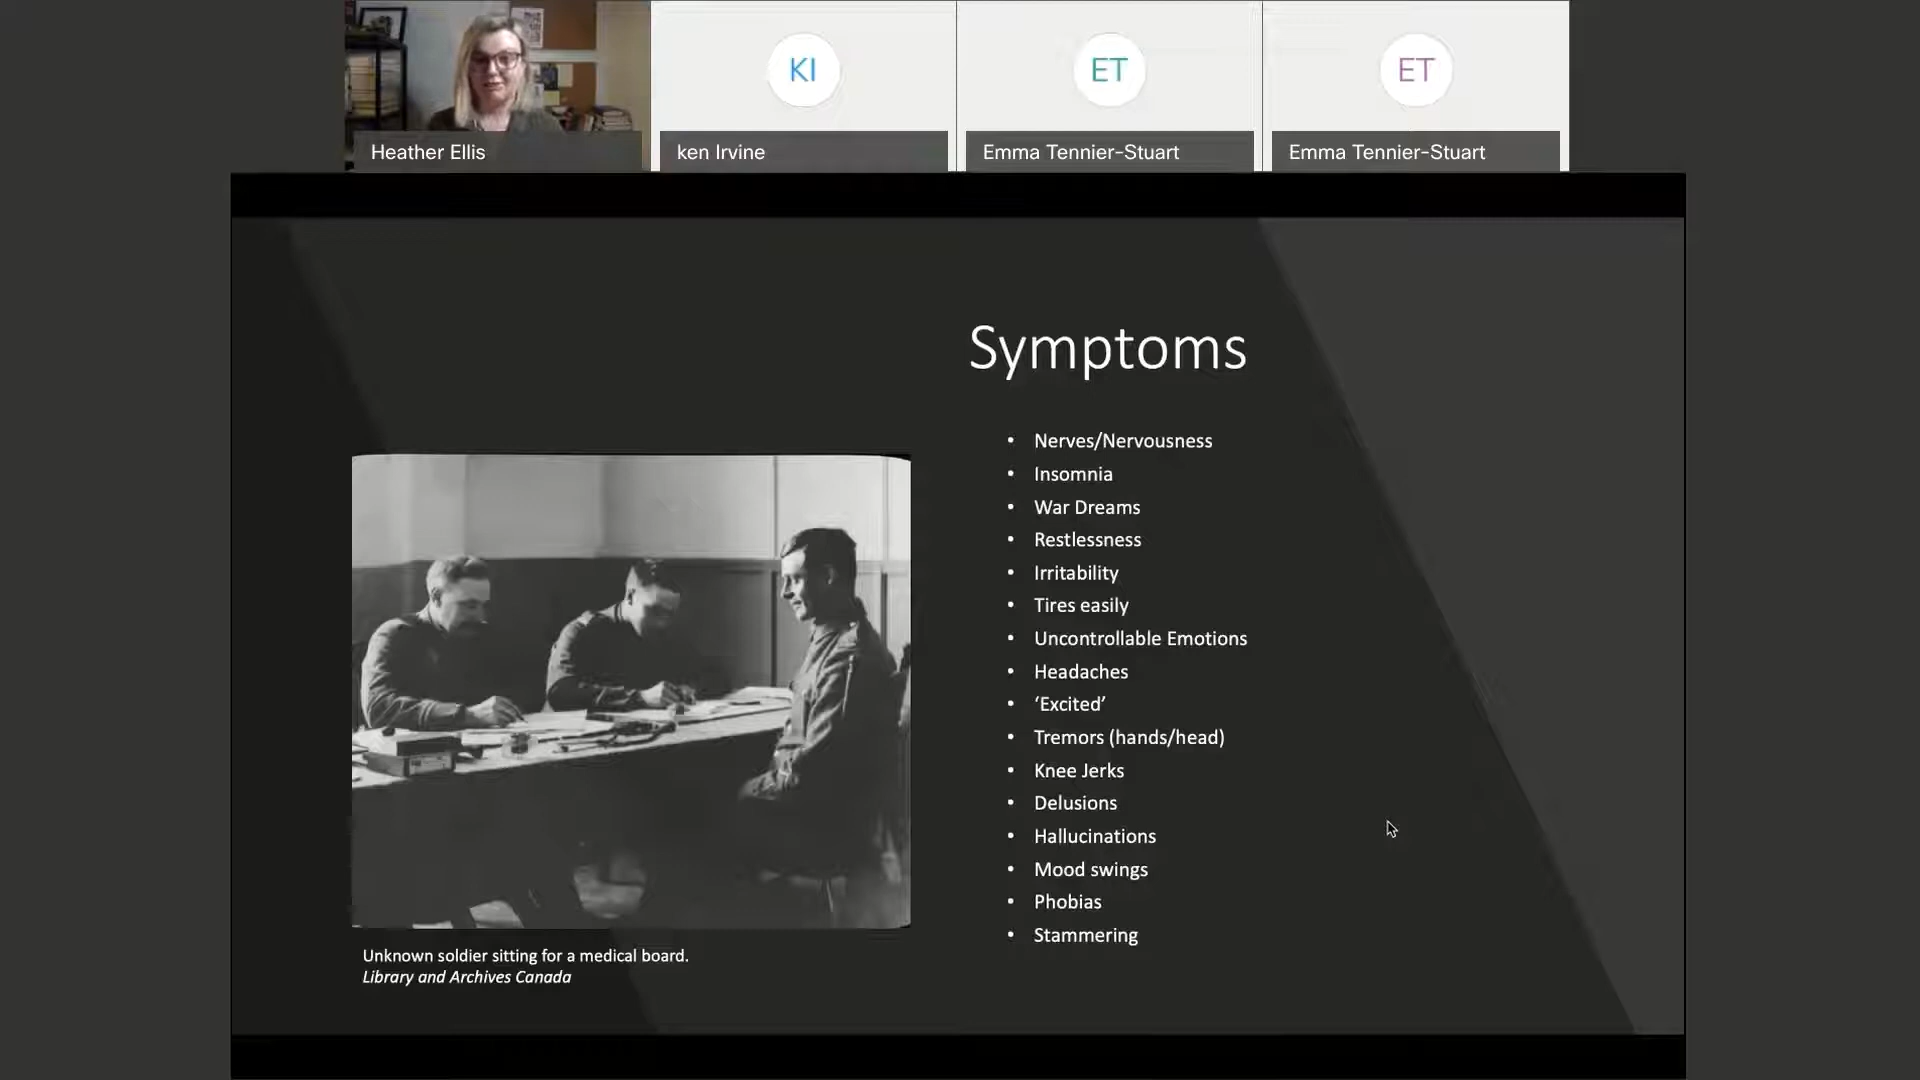 KI
ET
ET
Heather Ellis
ken Irvine
Emma Tennier-Stuart
Emma Tennier-Stuart
Symptoms
• Nerves/Nervousness
• Insomnia
• War Dreams
• Restlessness
• Irritability
• Tires easily
• Uncontrollable Emotions
• Headaches
• ‘Excited’
• Tremors (hands/head)
• Knee Jerks
• Delusions
• Hallucinations
• Mood swings
• Phobias
• Stammering
Unknown soldier sitting for a medical board.
Library and Archives Canada